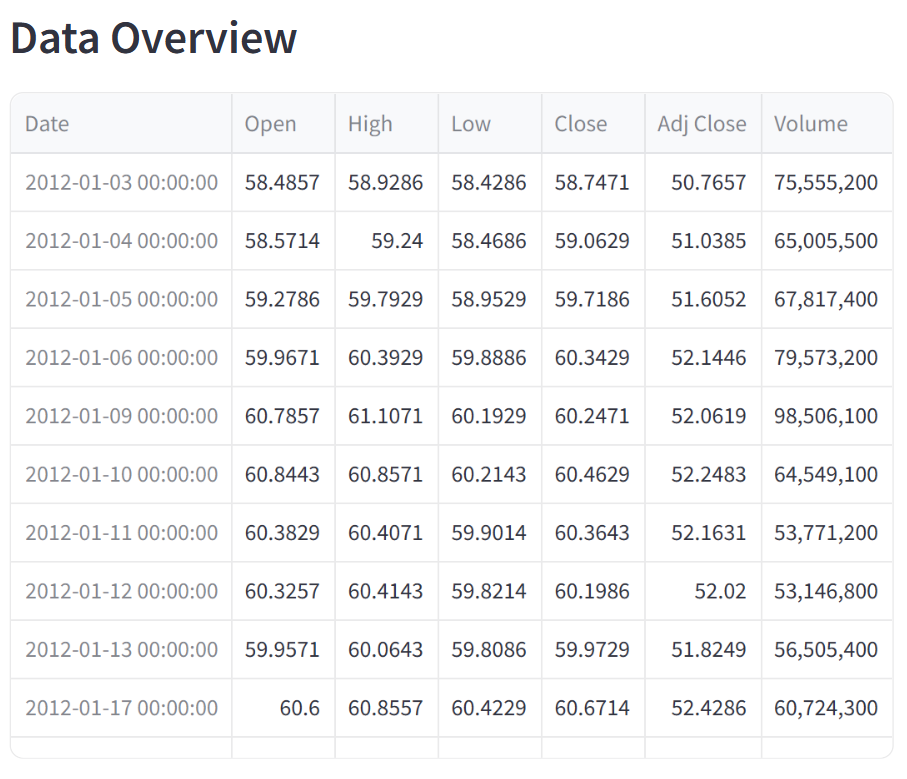 Data Overview
Date Open High Low Close Adj Close Volume
2012-01-03 00:00:00 58.4857 58.9286 58.4286 58.7471 50.7657 75,555,200
2012-01-04 00:00:00 58.5714 59.24 58.4686 59.0629 51.0385 65,005,500
2012-01-05 00:00:00 59.2786 59.7929 58.9529 59.7186 51.6052 67,817,400
2012-01-06 00:00:00 59.9671 60.3929 59.8886 60.3429 52.1446 79,573,200
2012-01-09 00:00:00 60.7857 61.1071 60.1929 60.2471 52.0619 98,506,100
2012-01-10 00:00:00 60.8443 60.8571 60.2143 60.4629 52.2483 64,549,100
2012-01-11 00:00:00 60.3829 60.4071 59.9014 60.3643 52.1631 53,771,200
2012-01-12 00:00:00 60.3257 60.4143 59.8214 60.1986 52.02 53,146,800
2012-01-13 00:00:00 59.9571 60.0643 59.8086 59.9729 51.8249 56,505,400
2012-01-17 00:00:00 60.6 60.8557 60.4229 60.6714 52.4286 60,724,300